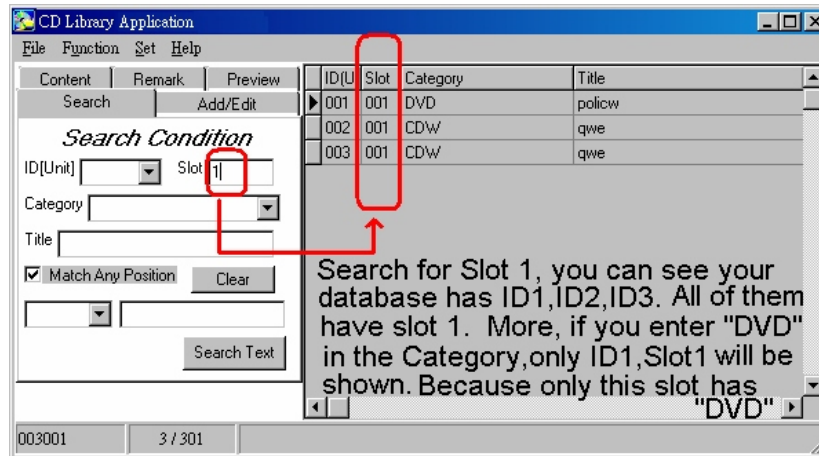 CD Library Application
File Function Set Help
Content Remark Preview
Search Add/Edit
Search Condition
ID[Unit] Slot 1
Category
Title
Match Any Position Clear
Search Text
ID(U Slot Category Title
001 001 DVD policw
002 001 CDW qwe
003 001 CDW qwe
Search for Slot 1, you can see your
database has ID1,ID2,ID3. All of them
have slot 1. More, if you enter "DVD"
in the Category,only ID1,Slot1 will be
shown. Because only this slot has
"DVD"
003001 3 / 301